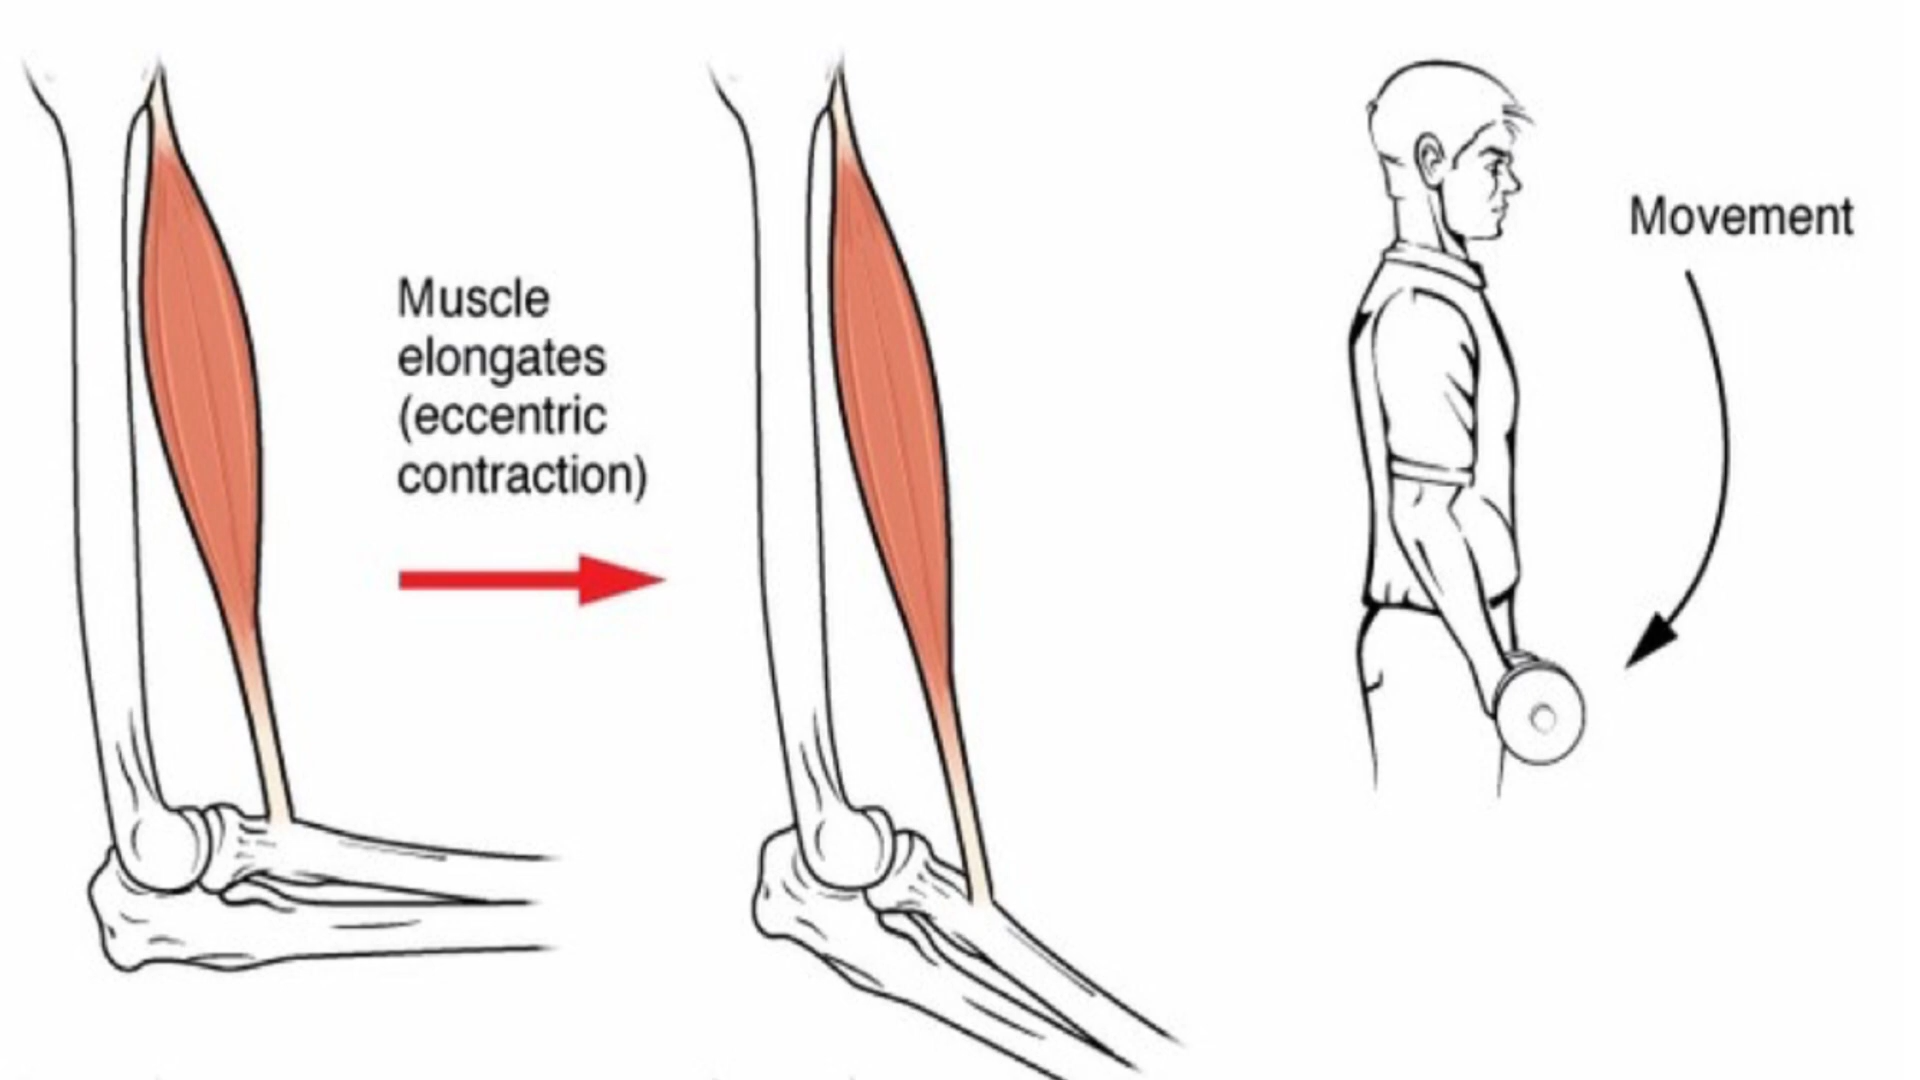 Muscle
elongates
(eccentric
contraction)
Movement